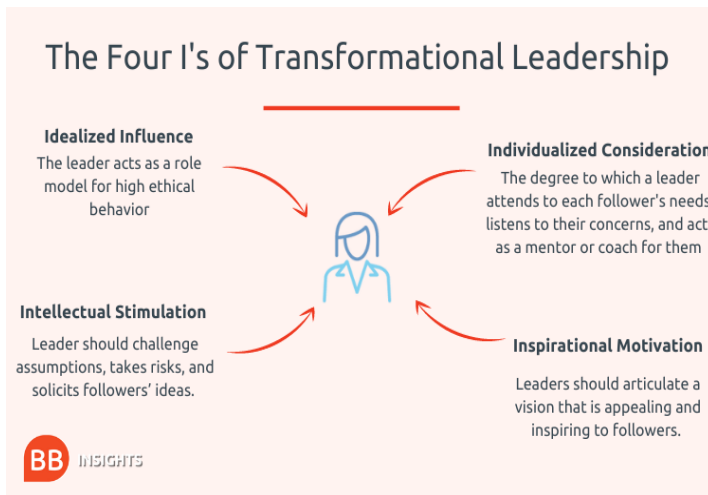 The Four I's of Transformational Leadership
Idealized Influence
The leader acts as a role
model for high ethical
behavior
Individualized Consideration
The degree to which a leader
attends to each follower's needs
listens to their concerns, and act
as a mentor or coach for them
Intellectual Stimulation
Leader should challenge
assumptions, takes risks, and
solicits followers’ ideas.
Inspirational Motivation
Leaders should articulate a
vision that is appealing and
inspiring to followers.
BB INSIGHTS